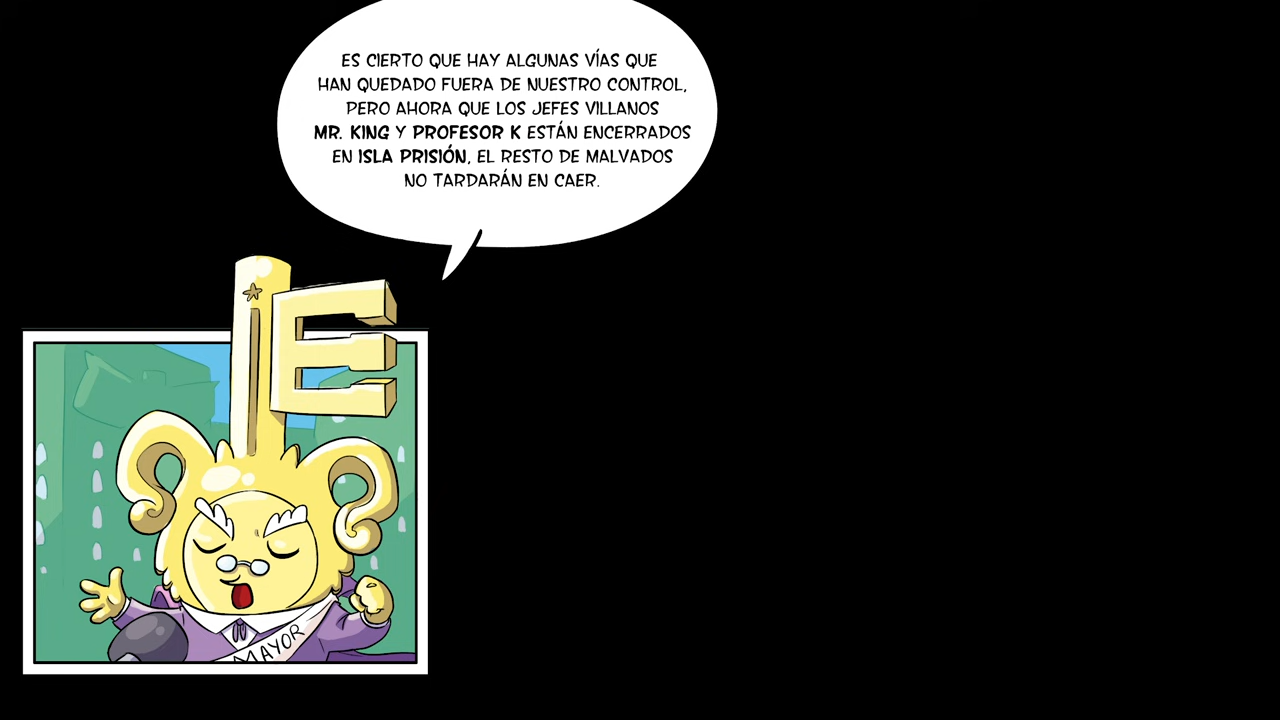 ES CIERTO QUE HAY ALGUNAS VÍAS QUE
HAN QUEDADO FUERA DE NUESTRO CONTROL,
PERO AHORA QUE LOS JEFES VILLANOS
MR. KING Y PROFESOR K ESTÁN ENCERRADOS
EN ISLA PRISIÓN, EL RESTO DE MALVADOS
NO TARDARÁN EN CAER.
MAYOR